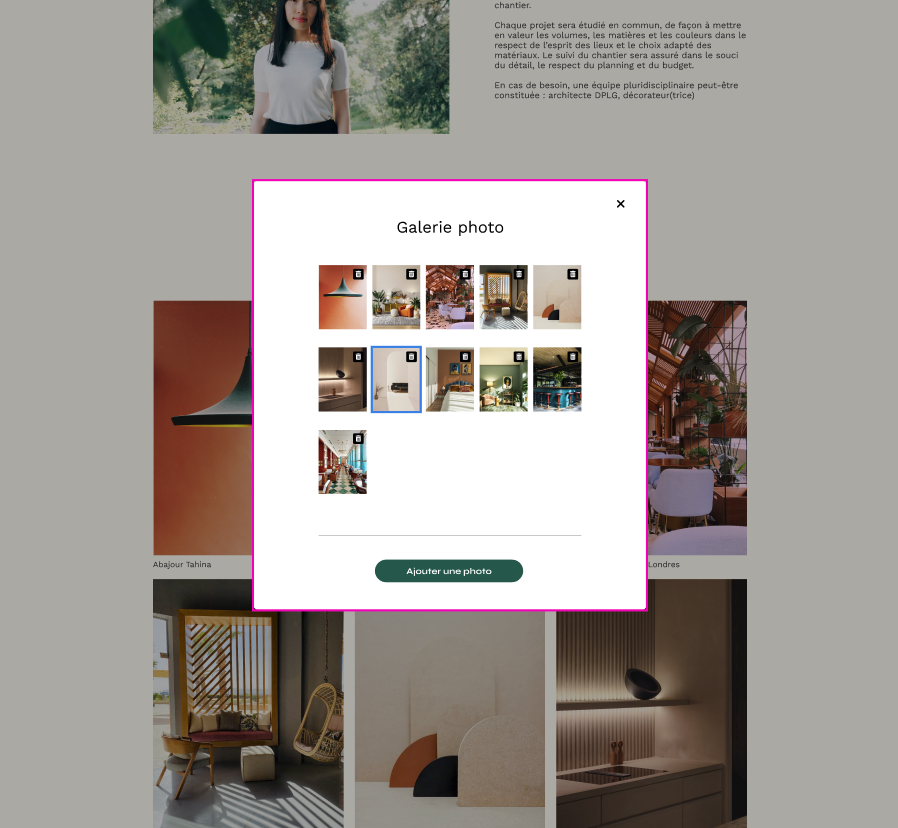 chantier.
Chaque projet sera étudié en commun, de façon à mettre
en valeur les volumes, les matières et les couleurs dans le
respect de l'esprit des lieux et le choix adapté des
matériaux. Le suivi du chantier sera assuré dans le souci
du détail, le respect du planning et du budget.
En cas de besoin, une équipe pluridisciplinaire peut-être
constituée : architecte DPLG, décorateur(trice)
Galerie photo
Ajouter une photo
Abajour Tahina
Londres